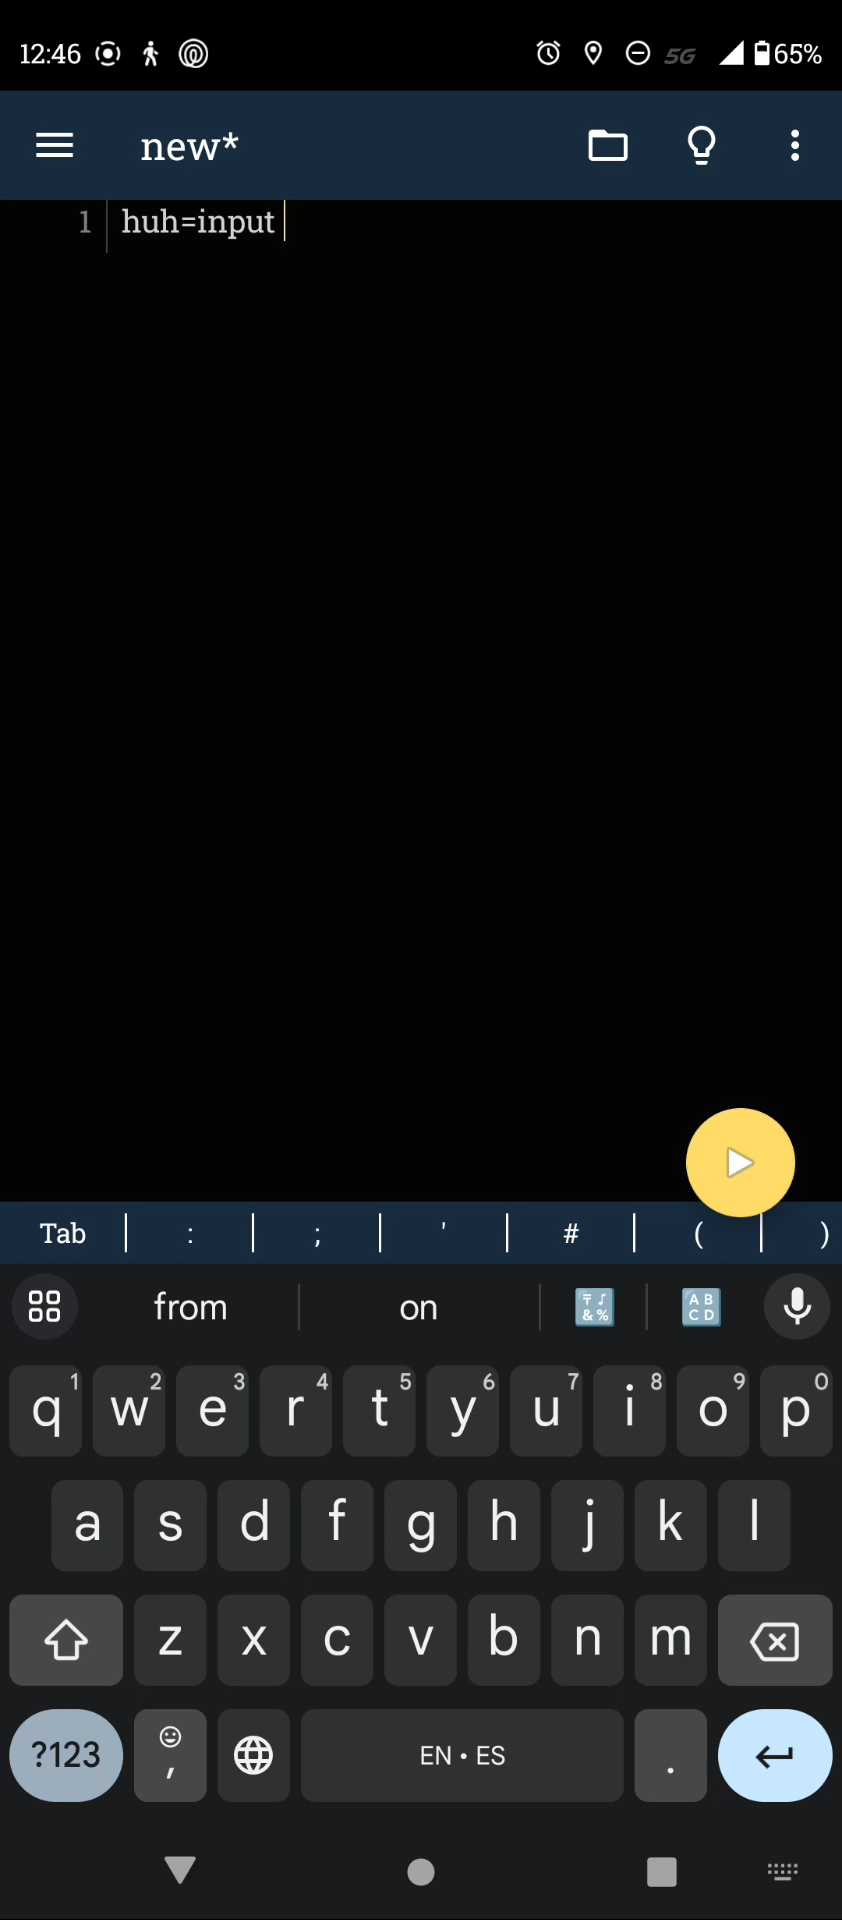 12:46 5G 65%
new*
1 huh=input
Tab : ; ' # ( )
from on
q 1 w 2 e 3 r 4 t 5 y 6 u 7 i 8 o 9 p 0
a s d f g h j k l
z x c v b n m
?123 , EN • ES .